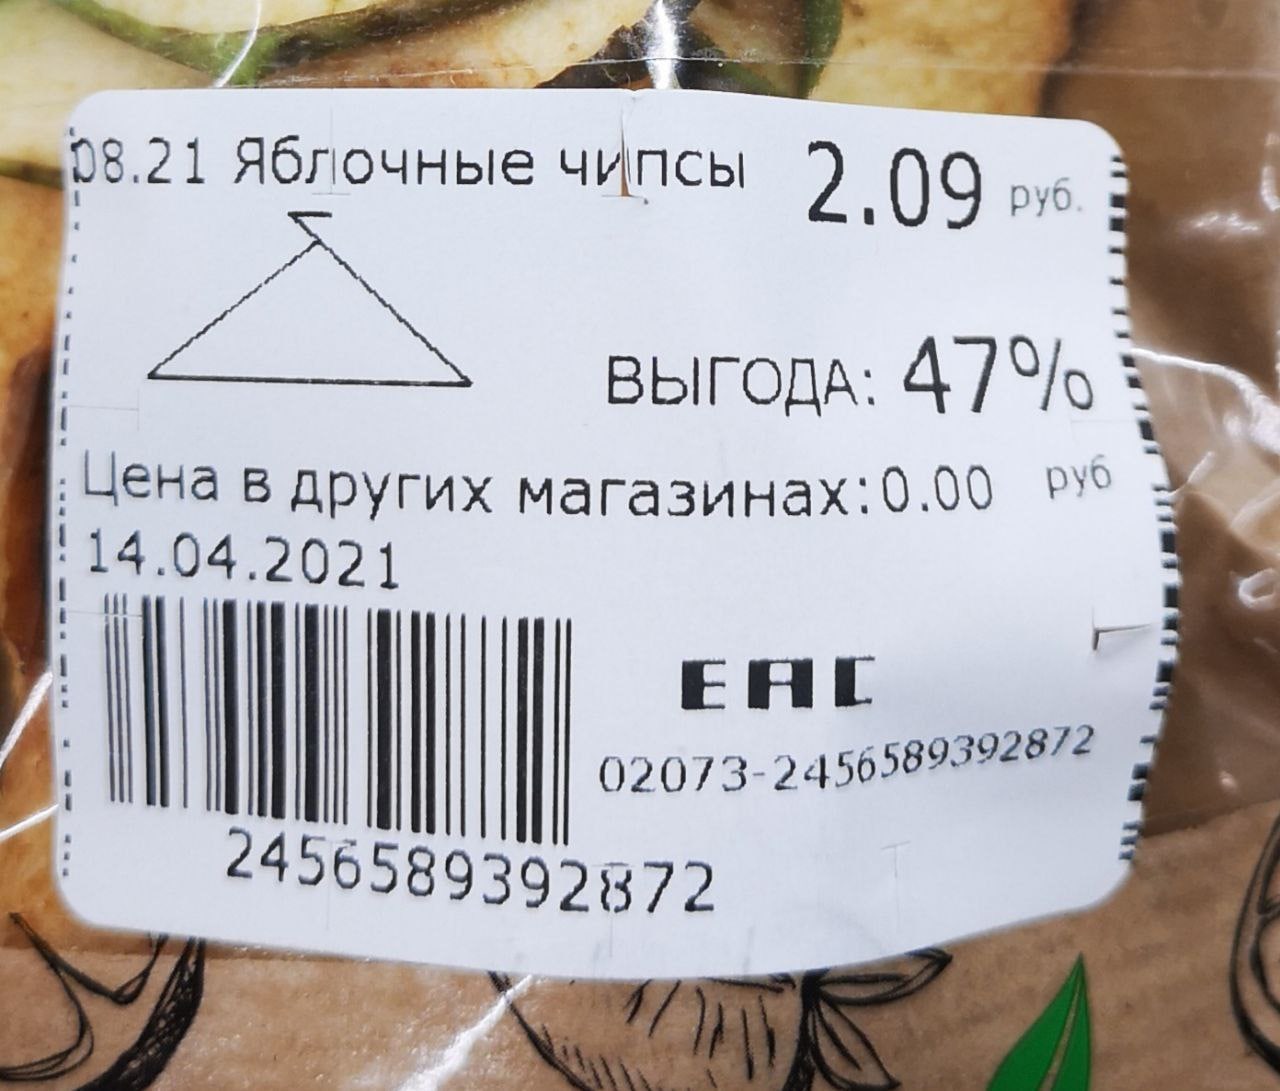 08.21 Яблочные чипсы 2.09 руб.
ВЫГОДА: 47%
Цена в других магазинах: 0.00 руб
14.04.2021
EAC
02073-2456589392872
2456589392872